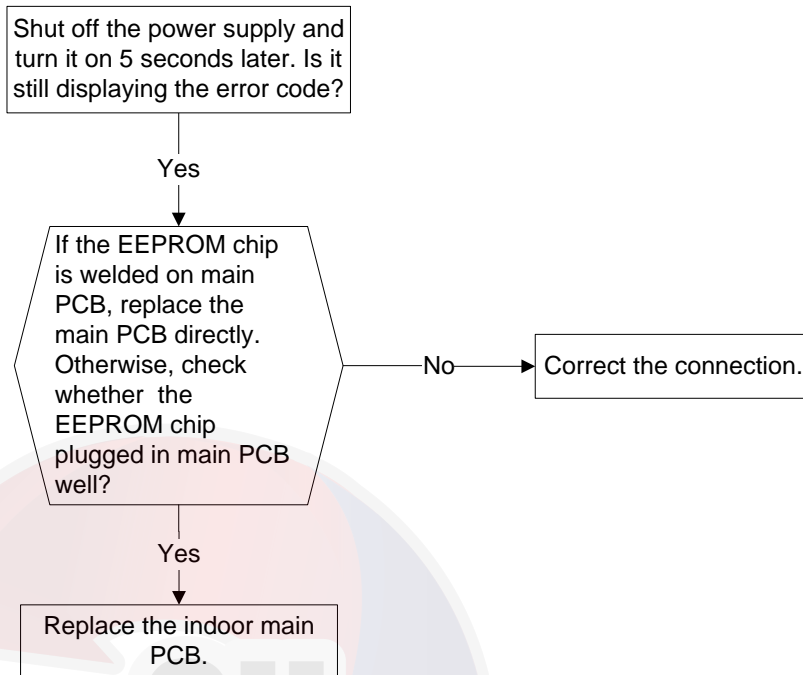 Shut off the power supply and
turn it on 5 seconds later. Is it
still displaying the error code?
Yes
If the EEPROM chip
is welded on main
PCB, replace the
main PCB directly.
Otherwise, check
whether the
EEPROM chip
plugged in main PCB
well?
No
Correct the connection.
Yes
Replace the indoor main
PCB.